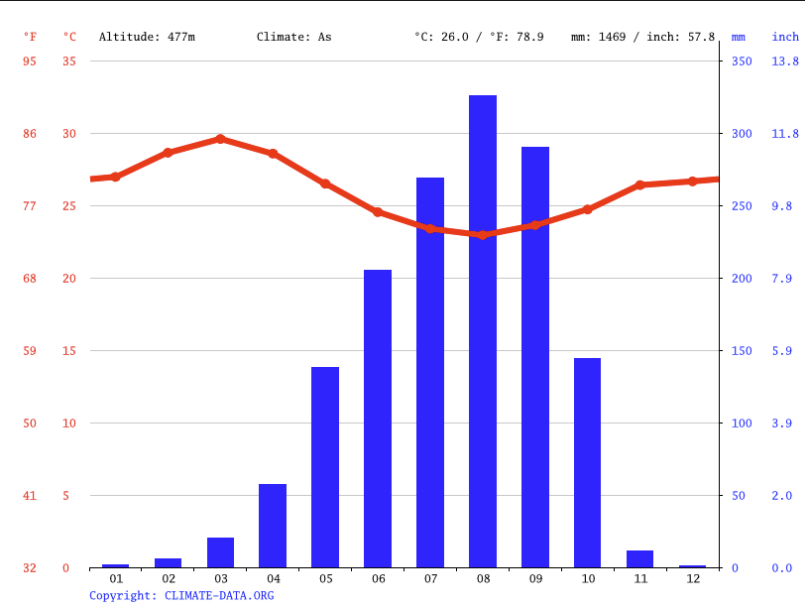 °F °C Altitude: 477m Climate: As °C: 26.0 / °F: 78.9 mm: 1469 / inch: 57.8 mm inch
95 35 350 13.8
86 30 300 11.8
77 25 250 9.8
68 20 200 7.9
59 15 150 5.9
50 10 100 3.9
41 5 50 2.0
32 0 0 0.0
01 02 03 04 05 06 07 08 09 10 11 12
Copyright: CLIMATE-DATA.ORG